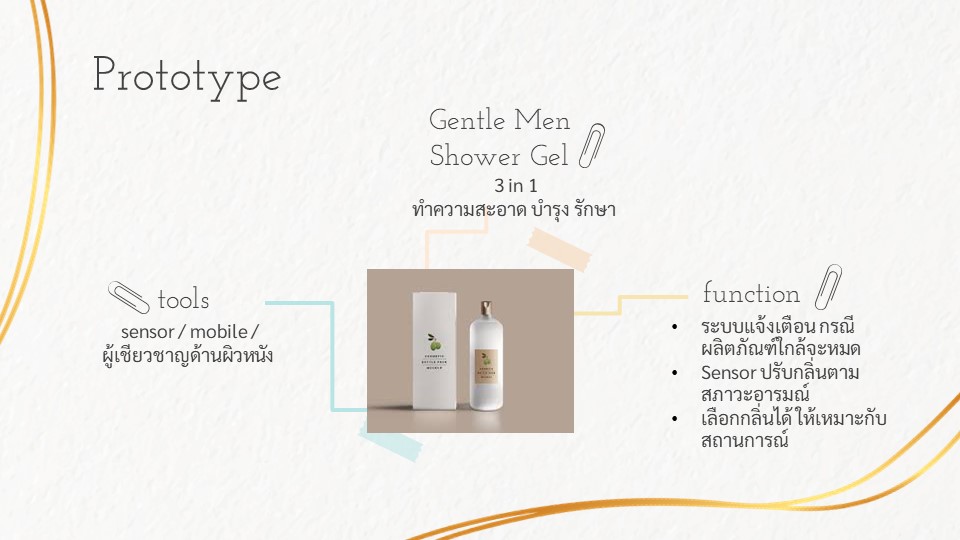 Prototype
Gentle Men
Shower Gel
3 in 1
ทำความสะอาด บำรุง รักษา
tools
sensor / mobile /
ผู้เชียวชาญด้านผิวหนัง
function
• ระบบแจ้งเตือน กรณี
ผลิตภัณฑ์ใกล้จะหมด
• Sensor ปรับกลิ่นตาม
สภาวะอารมณ์
• เลือกกลิ่นได้ ให้เหมาะกับ
สถานการณ์
COSMETIC
BOTTLE PACK
MOCKUP